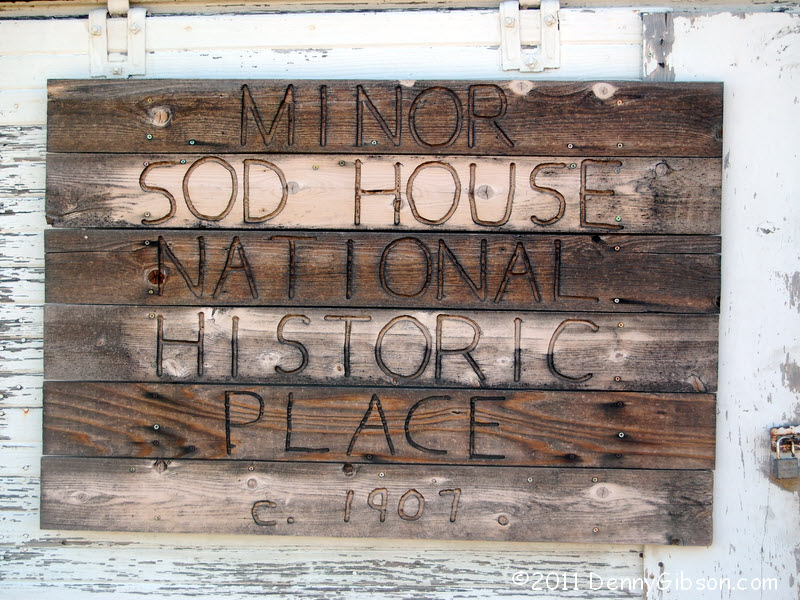 MINOR
SOD HOUSE
NATIONAL
HISTORIC
PLACE
c. 1907
©2011 DennyGibson.com